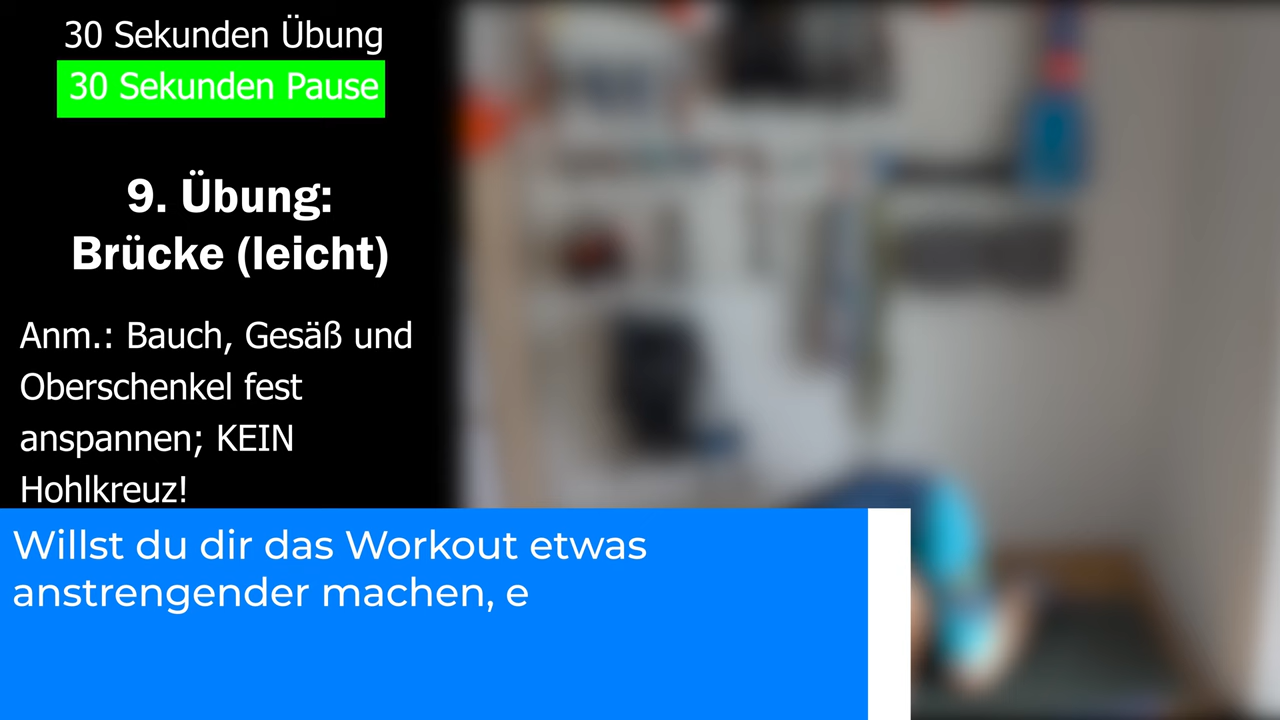 30 Sekunden Übung
30 Sekunden Pause
9. Übung:
Brücke (leicht)
Anm.: Bauch, Gesäß und
Oberschenkel fest
anspannen; KEIN
Hohlkreuz!
Willst du dir das Workout etwas
anstrengender machen, e